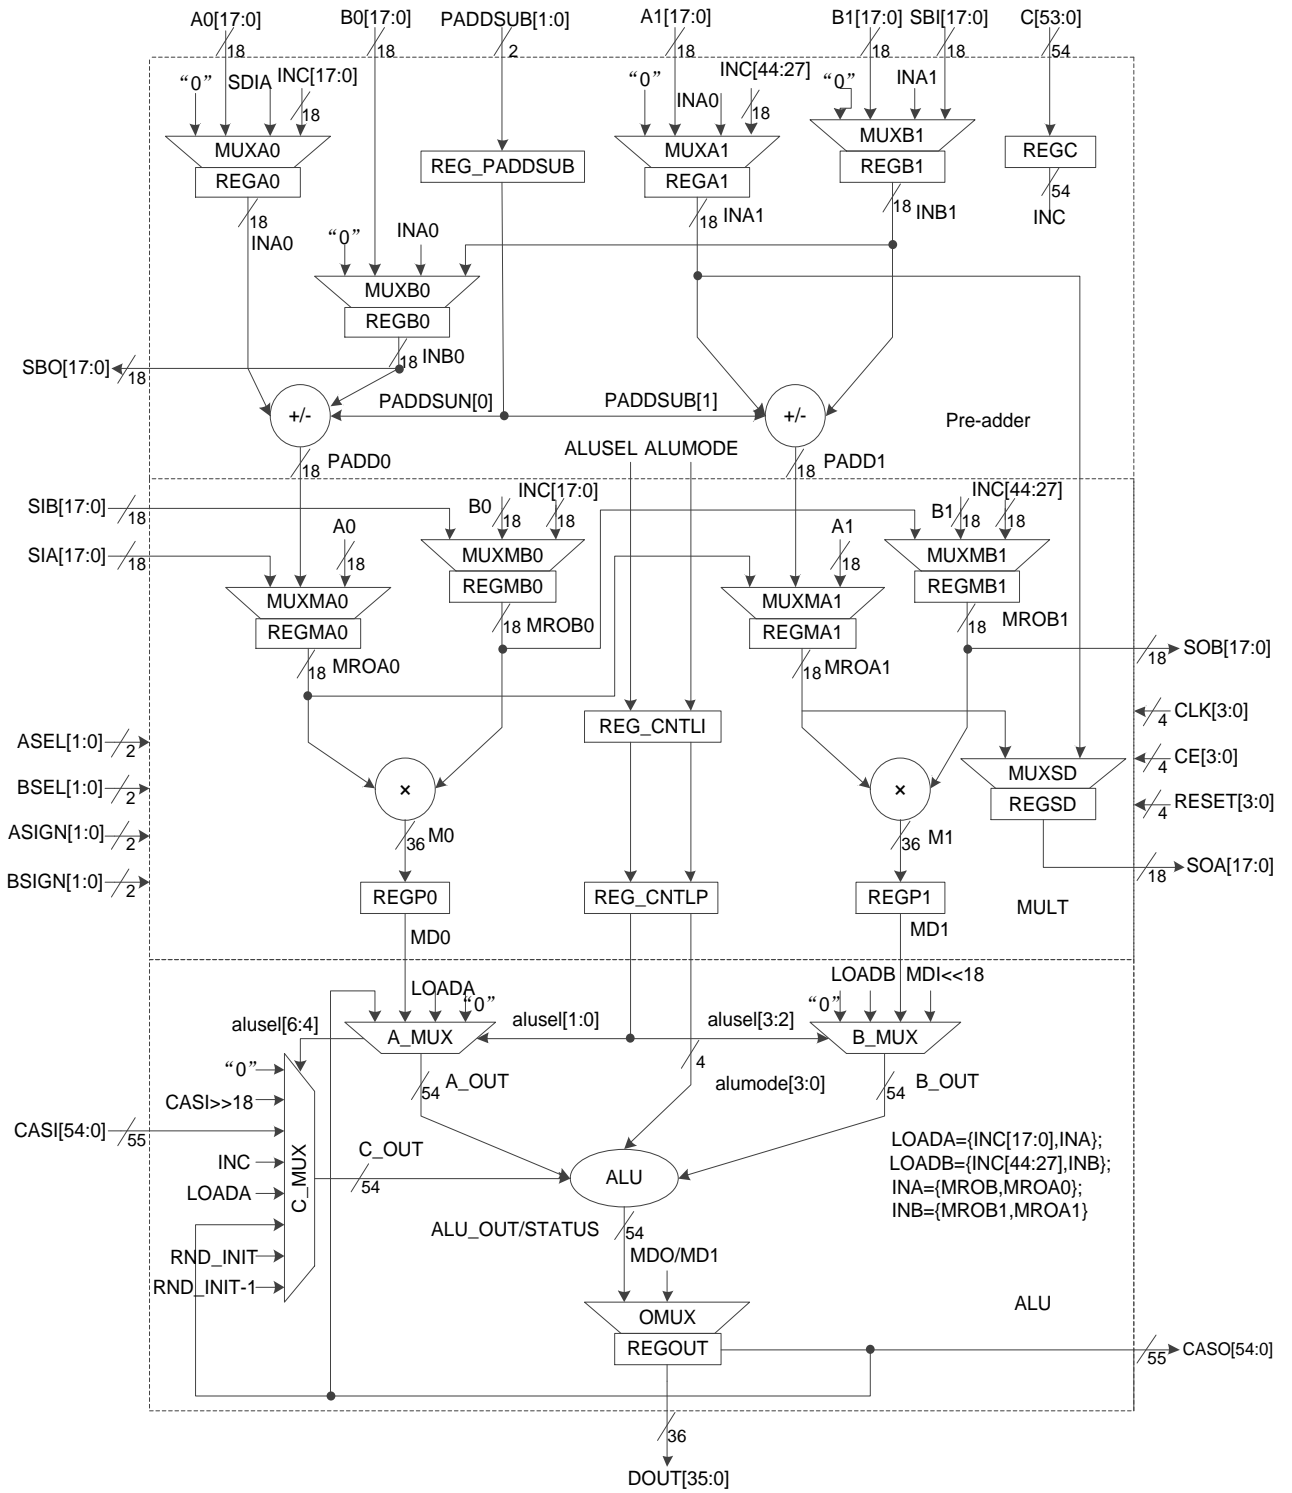 A0[17:0] B0[17:0] PADDSUB[1:0] A1[17:0] B1[17:0] SBI[17:0] C[53:0]
18 18 2 18 18 18 54
“0” SDIA INC[17:0] “0” INA0 INC[44:27] “0” INA1
18 18
MUXA0 MUXA1 MUXB1
REGA0 REG_PADDSUB REGA1 REGB1 REGC
18 18 INA1 18 INB1 54
INA0 INC
“0” INA0
MUXB0
REGB0
18 INB0
SBO[17:0] 18
PADDSUN[0] PADDSUB[1]
+/- +/-
Pre-adder
ALUSEL ALUMODE
18 PADD0 18 PADD1
SIB[17:0] 18 B0 18 INC[17:0] 18 B1 18 INC[44:27] 18
SIA[17:0] 18 A0 18 A1 18
MUXMB0 MUXMB1
REGMB0 REGMB1
MUXMA0 MUXMA1
REGMA0 18 MROB0 REGMA1 18 MROB1
18 MROA0 18 MROA1 18 SOB[17:0]
REG_CNTLI 4 CLK[3:0]
ASEL[1:0] 2
4 CE[3:0]
MUXSD
BSEL[1:0] 2 × × REGSD 4 RESET[3:0]
ASIGN[1:0] 2 36 M0 36 M1
18 SOA[17:0]
BSIGN[1:0] 2
REGP0 REG_CNTLP REGP1
MULT
MD0 MD1
LOADA “0” “0” LOADB MDI<<18
alusel[6:4] A_MUX alusel[1:0] alusel[3:2] B_MUX
“0” 4
54 A_OUT alumode[3:0] 54 B_OUT
CASI>>18
CASI[54:0] 55
C_MUX
INC C_OUT
LOADA 54 ALU
LOADA={INC[17:0],INA};
LOADB={INC[44:27],INB};
INA={MROB,MROA0};
INB={MROB1,MROA1}
ALU_OUT/STATUS 54
RND_INIT MDO/MD1
RND_INIT-1
OMUX ALU
REGOUT
55 CASO[54:0]
36
DOUT[35:0]